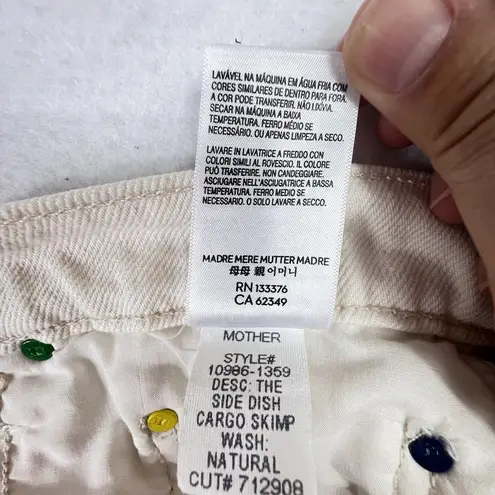 LAVÁVEL NA MÁQUINA EM ÁGUA FRIA COM
CORES SIMILARES DE DENTRO PARA FORA.
A COR PODE TRANSFERIR. NÃO LIXÍVIA.
SECAR NA MÁQUINA A BAIXA
TEMPERATURA. FERRO MÉDIO SE
NECESSÁRIO. OU APENAS LIMPEZA A SECO.
LAVARE IN LAVATRICE A FREDDO CON
COLORI SIMILI AL ROVESCIO. IL COLORE
PUÒ TRASFERIRE. NON CANDEGGIARE.
ASCIUGARE NELL'ASCIUGATRICE A BASSA
TEMPERATURA. FERRO MEDIO SE
NECESSARIO. O SOLO LAVARE A SECCO.
MADRE MERE MUTTER MADRE
母母 親 어머니
RN 133376
CA 62349
MOTHER
STYLE#
10986-1359
DESC: THE
SIDE DISH
CARGO SKIMP
WASH:
NATURAL
CUT# 712908